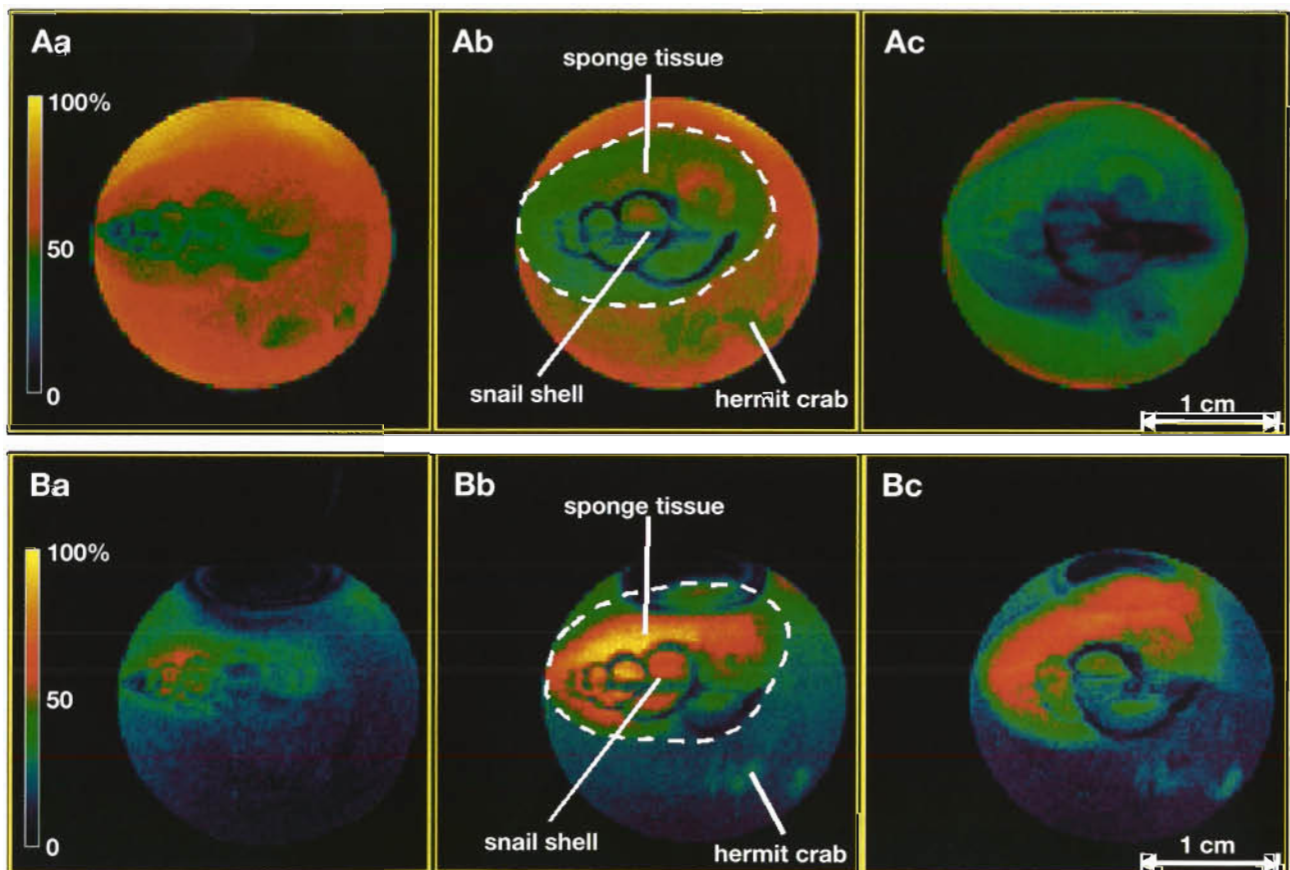 Aa
100%
50
0
Ab
sponge tissue
snail shell
hermit crab
Ac
1 cm
Ba
100%
50
0
Bb
sponge tissue
snail shell
hermit crab
Bc
1 cm